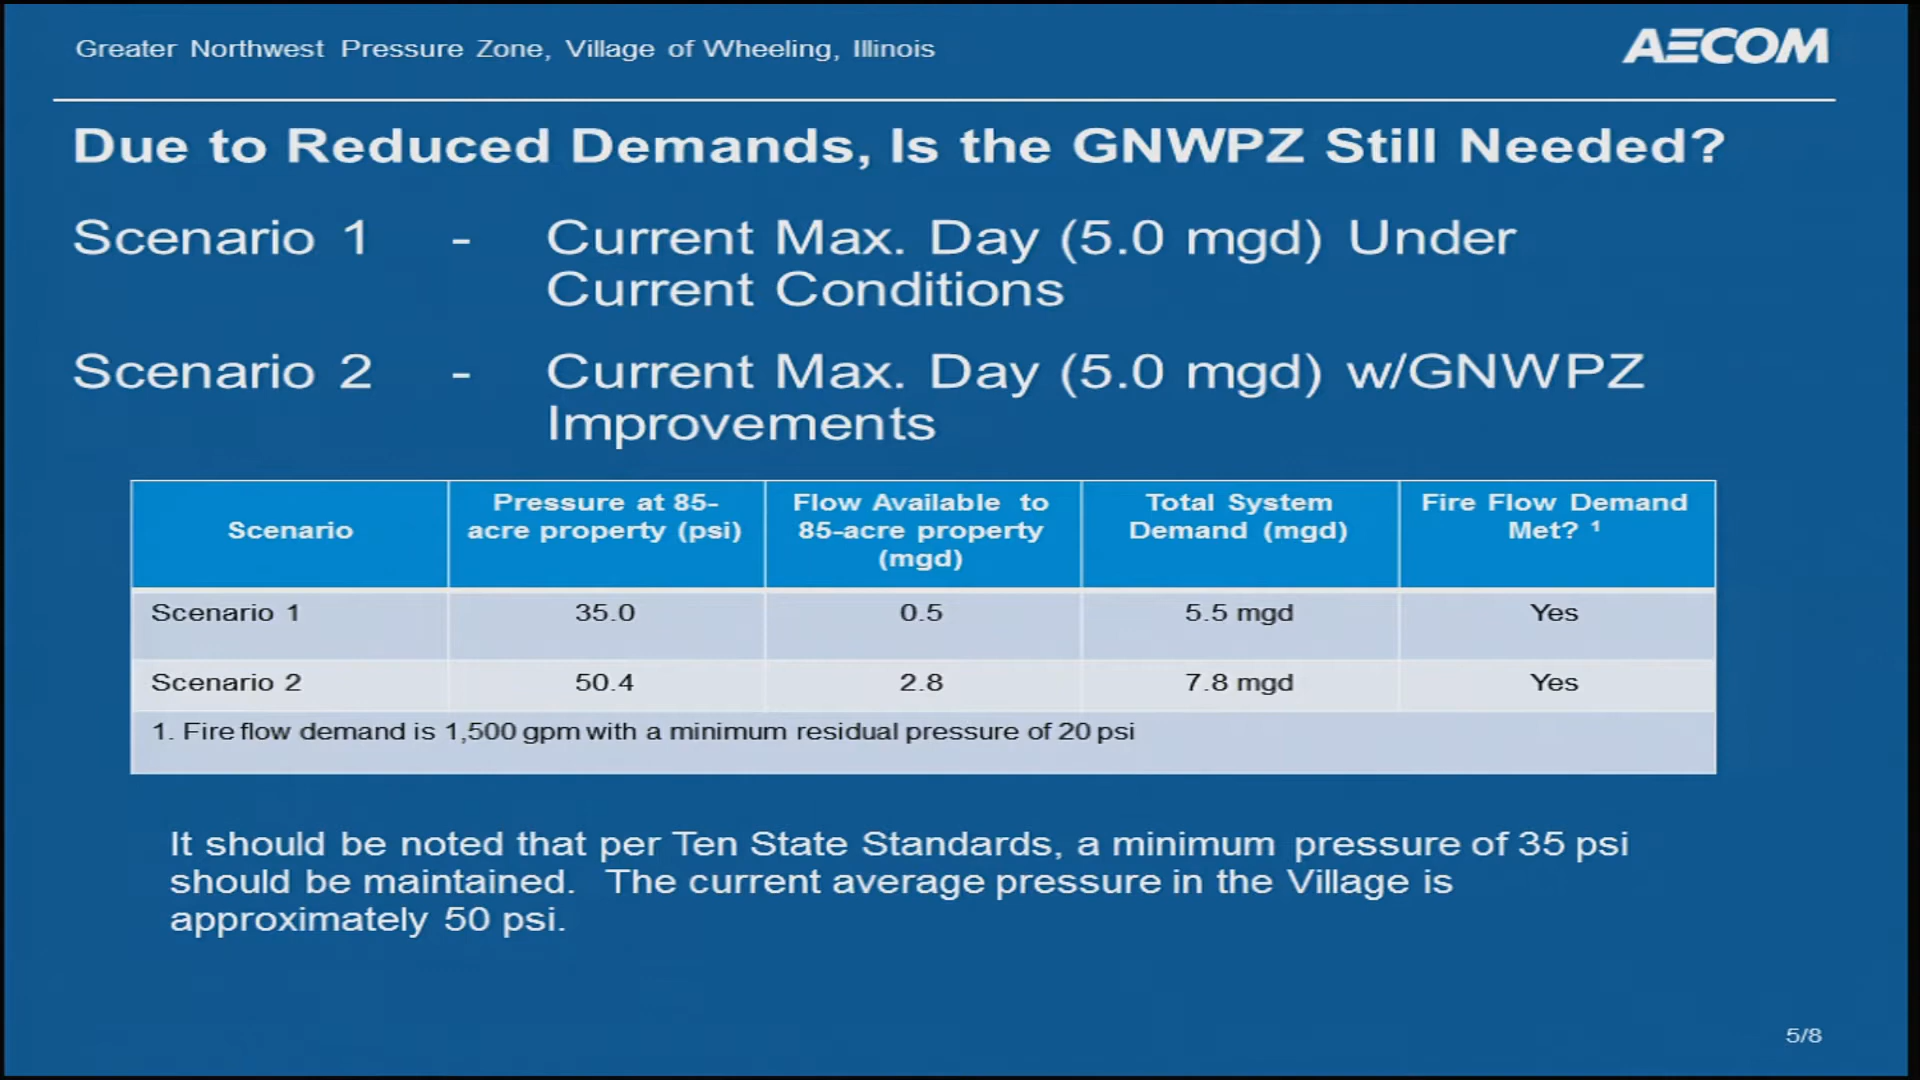 Greater Northwest Pressure Zone, Village of Wheeling, Illinois
AECOM
Due to Reduced Demands, Is the GNWPZ Still Needed?
Scenario 1 - Current Max. Day (5.0 mgd) Under
Current Conditions
Scenario 2 - Current Max. Day (5.0 mgd) w/GNWPZ
Improvements
Scenario
Pressure at 85-
acre property (psi)
Flow Available to
85-acre property
(mgd)
Total System
Demand (mgd)
Fire Flow Demand
Met? 1
Scenario 1 35.0 0.5 5.5 mgd Yes
Scenario 2 50.4 2.8 7.8 mgd Yes
1. Fire flow demand is 1,500 gpm with a minimum residual pressure of 20 psi
It should be noted that per Ten State Standards, a minimum pressure of 35 psi
should be maintained. The current average pressure in the Village is
approximately 50 psi.
5/8